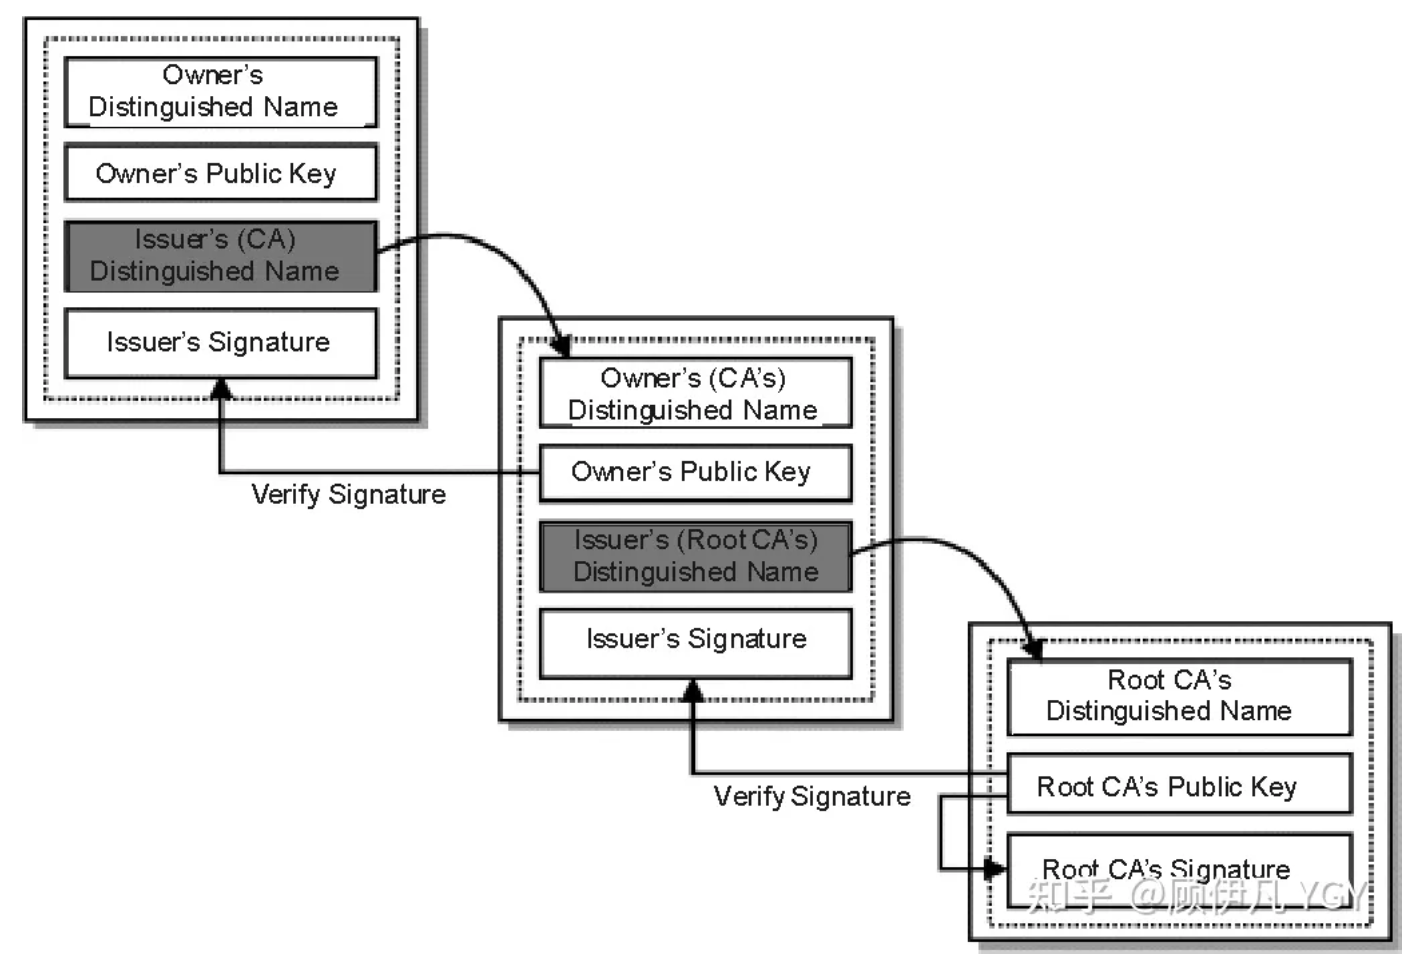 Owner's
Distinguished Name
Owner's Public Key
Issuer's (CA)
Distinguished Name
Issuer's Signature
Verify Signature
Owner's (CA's)
Distinguished Name
Owner's Public Key
Issuer's (Root CA's)
Distinguished Name
Issuer's Signature
Verify Signature
Root CA's
Distinguished Name
Root CA's Public Key
Root CA's Signature
知乎 @顾伊凡YGY